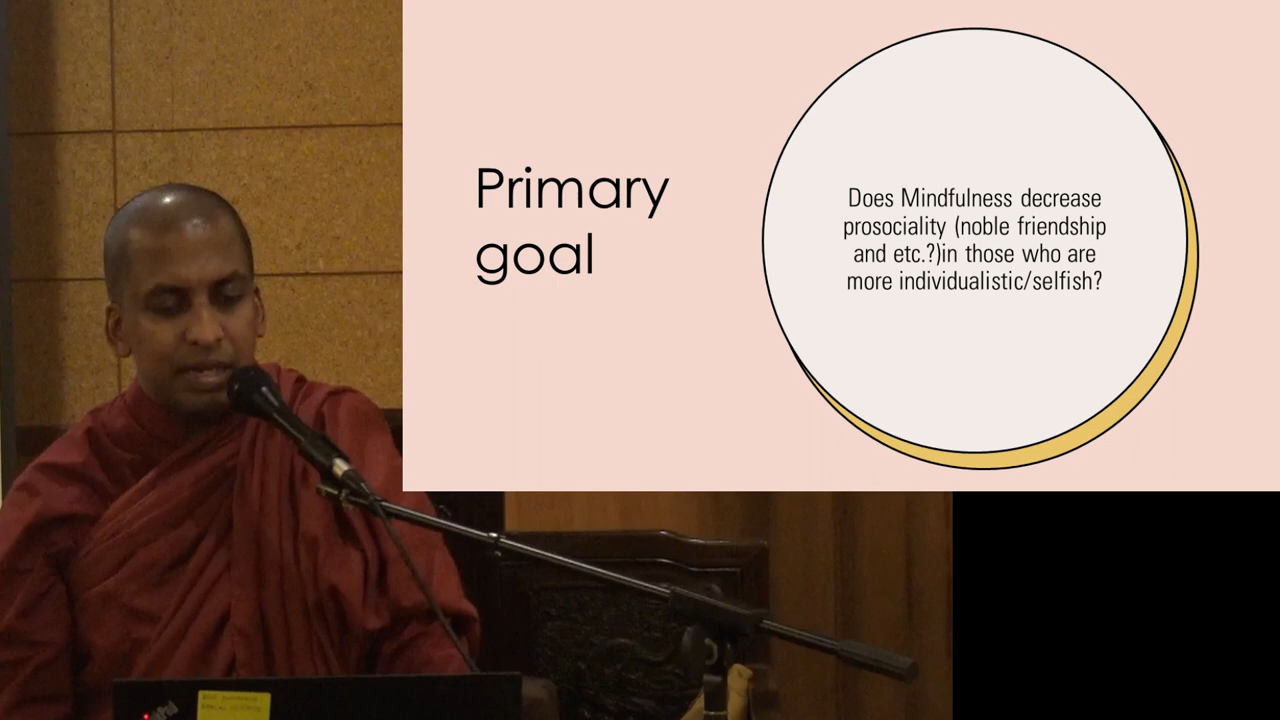 Primary
goal
Does Mindfulness decrease
prosociality (noble friendship
and etc.?)in those who are
more individualistic/selfish?